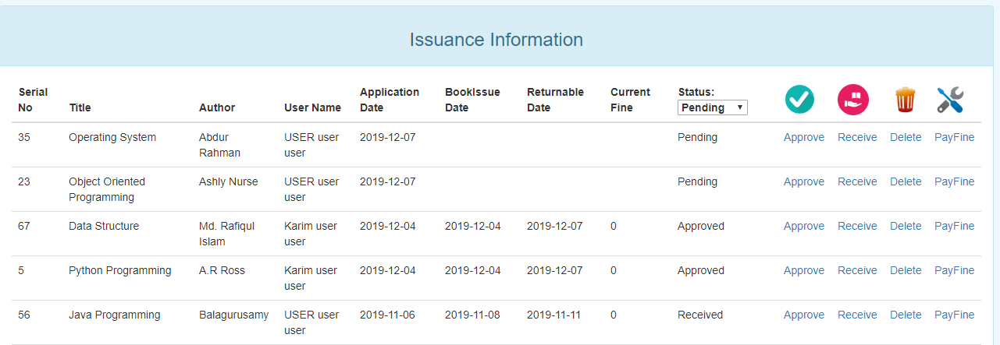 Issuance Information
Serial No Title Author User Name Application Date BookIssue Date Returnable Date Current Fine Status: Pending
35 Operating System Abdur Rahman USER user user 2019-12-07 Pending Approve Receive Delete PayFine
23 Object Oriented Programming Ashly Nurse USER user user 2019-12-07 Pending Approve Receive Delete PayFine
67 Data Structure Md. Rafiqul Islam Karim user user 2019-12-04 2019-12-04 2019-12-07 0 Approved Approve Receive Delete PayFine
5 Python Programming A.R Ross Karim user user 2019-12-04 2019-12-04 2019-12-07 0 Approved Approve Receive Delete PayFine
56 Java Programming Balagurusamy USER user user 2019-11-06 2019-11-08 2019-11-11 0 Received Approve Receive Delete PayFine